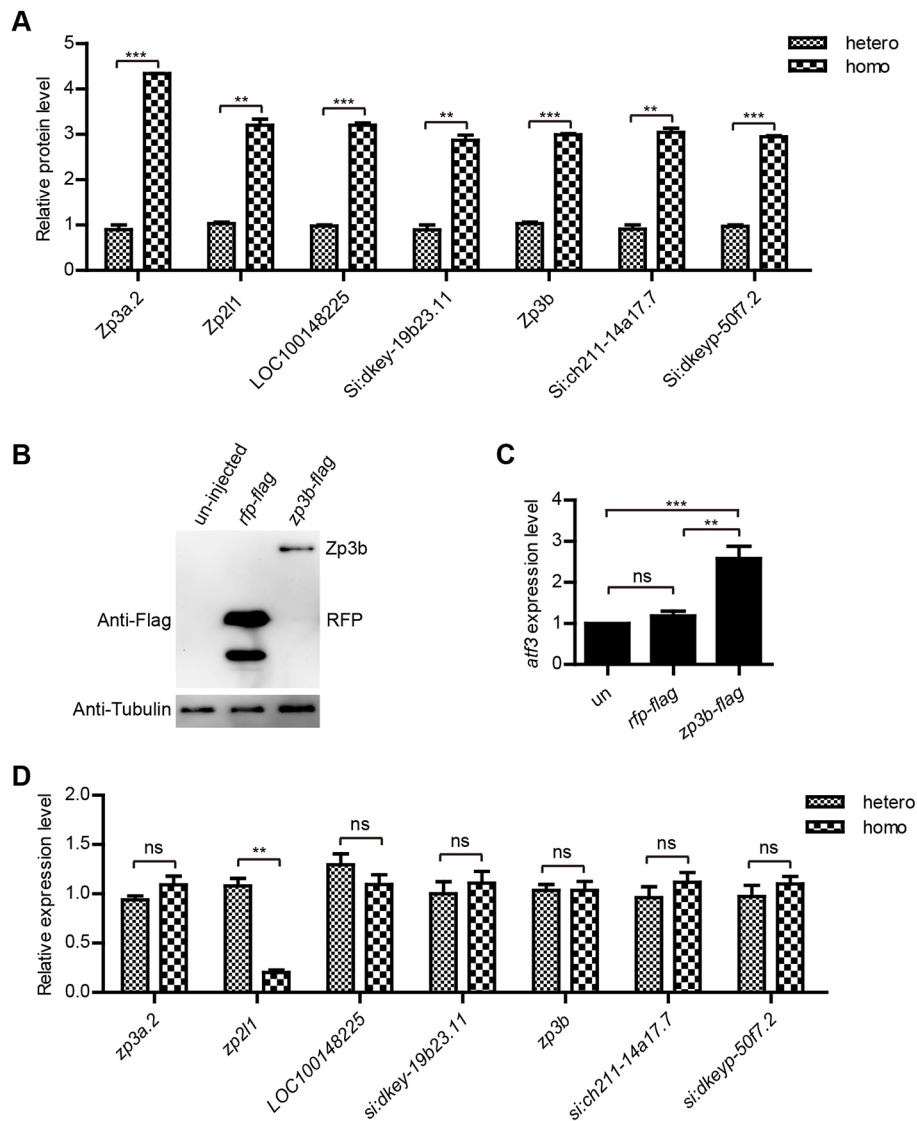 A
Relative protein level
5
4
3
2
1
0
hetero
homo
***
**
***
**
***
**
***
Zp3a.2
Zp2l1
LOC100148225
Si:dkey-19b23.11
Zp3b
Si:ch211-14a17.7
Si:dkeyp-50f7.2
B
un-injected
rfp-flag
zp3b-flag
Zp3b
Anti-Flag
RFP
Anti-Tubulin
C
atf3 expression level
4
3
2
1
0
***
**
ns
un
rfp-flag
zp3b-flag
D
Relative expression level
2.0
1.5
1.0
0.5
0.0
hetero
homo
ns
**
ns
ns
ns
ns
ns
zp3a.2
zp2l1
LOC100148225
si:dkey-19b23.11
zp3b
si:ch211-14a17.7
si:dkeyp-50f7.2